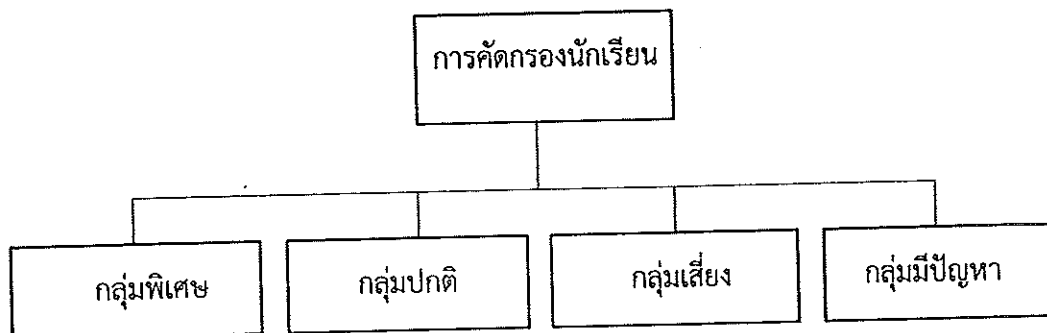 การคัดกรองนักเรียน
กลุ่มพิเศษ
กลุ่มปกติ
กลุ่มเสี่ยง
กลุ่มมีปัญหา